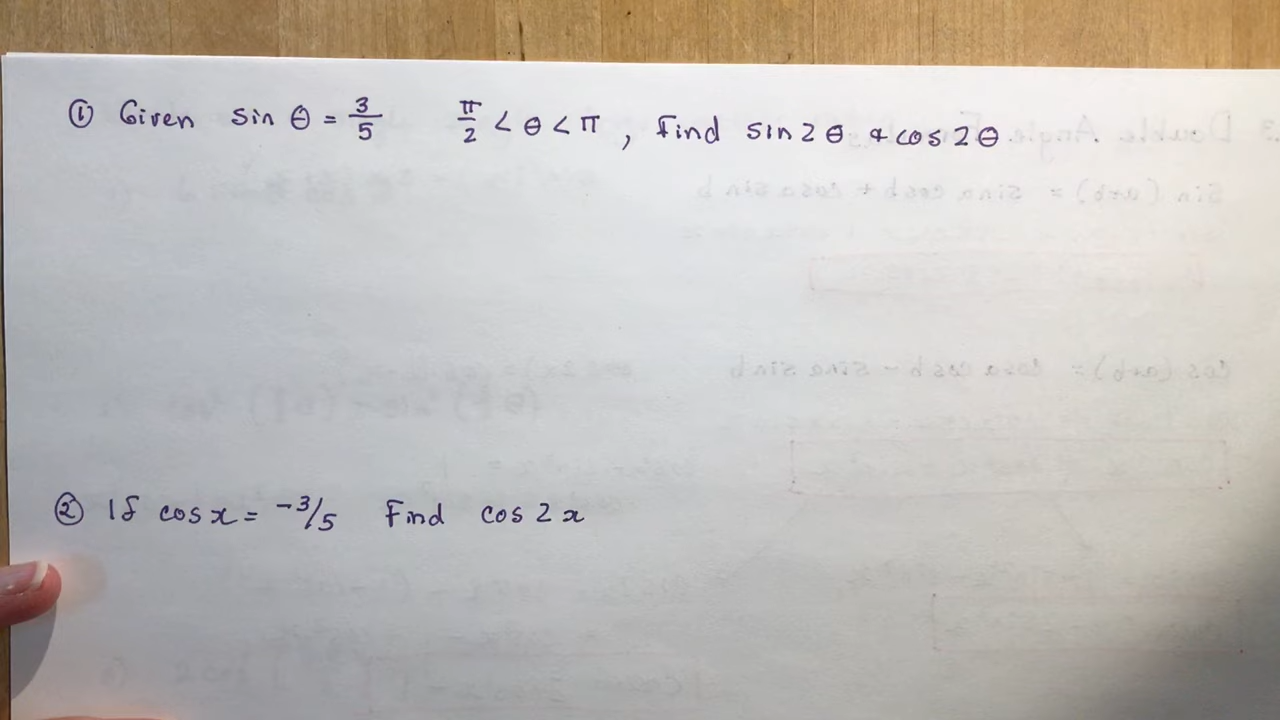 ① Given sin θ = 3/5 π/2 < θ < π , Find sin 2θ & cos 2θ
② If cos x = -3/5 Find cos 2x